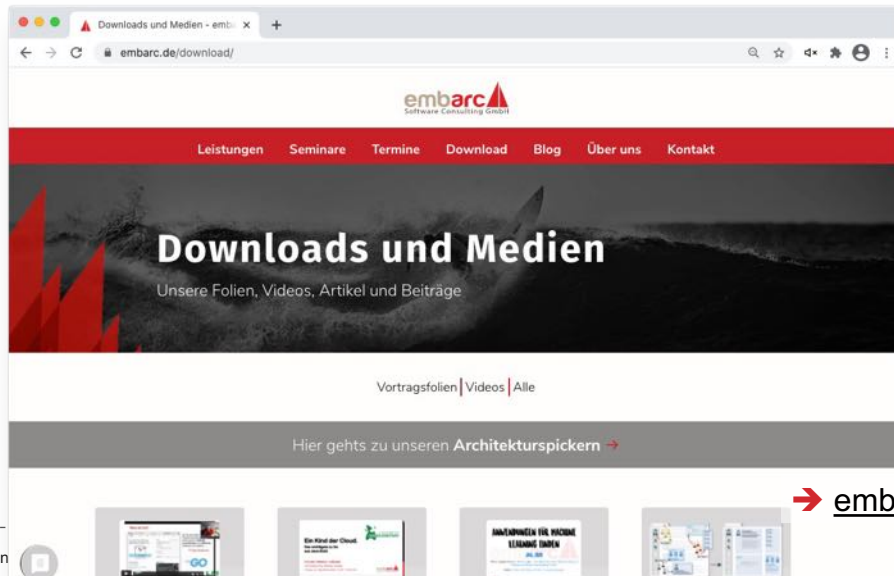 Downloads und Medien - emb
embarc.de/download/
embarc
Software Consulting GmbH
Leistungen Seminare Termine Download Blog Über uns Kontakt
Downloads und Medien
Unsere Folien, Videos, Artikel und Beiträge
Vortragsfolien | Videos | Alle
Hier gehts zu unseren Architekturspickern →
➔ emb
n
Ein Kind der Cloud.
GO
ANWENDUNGEN FÜR MACHINE
LEARNING FINDEN